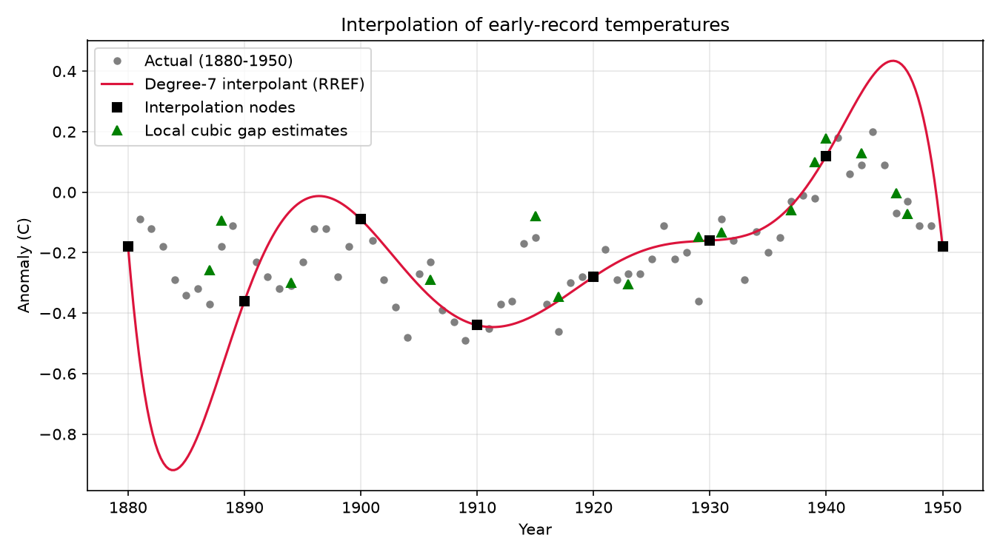 Interpolation of early-record temperatures
Actual (1880-1950)
Degree-7 interpolant (RREF)
Interpolation nodes
Local cubic gap estimates
Anomaly (C)
0.4
0.2
0.0
−0.2
−0.4
−0.6
−0.8
1880 1890 1900 1910 1920 1930 1940 1950
Year